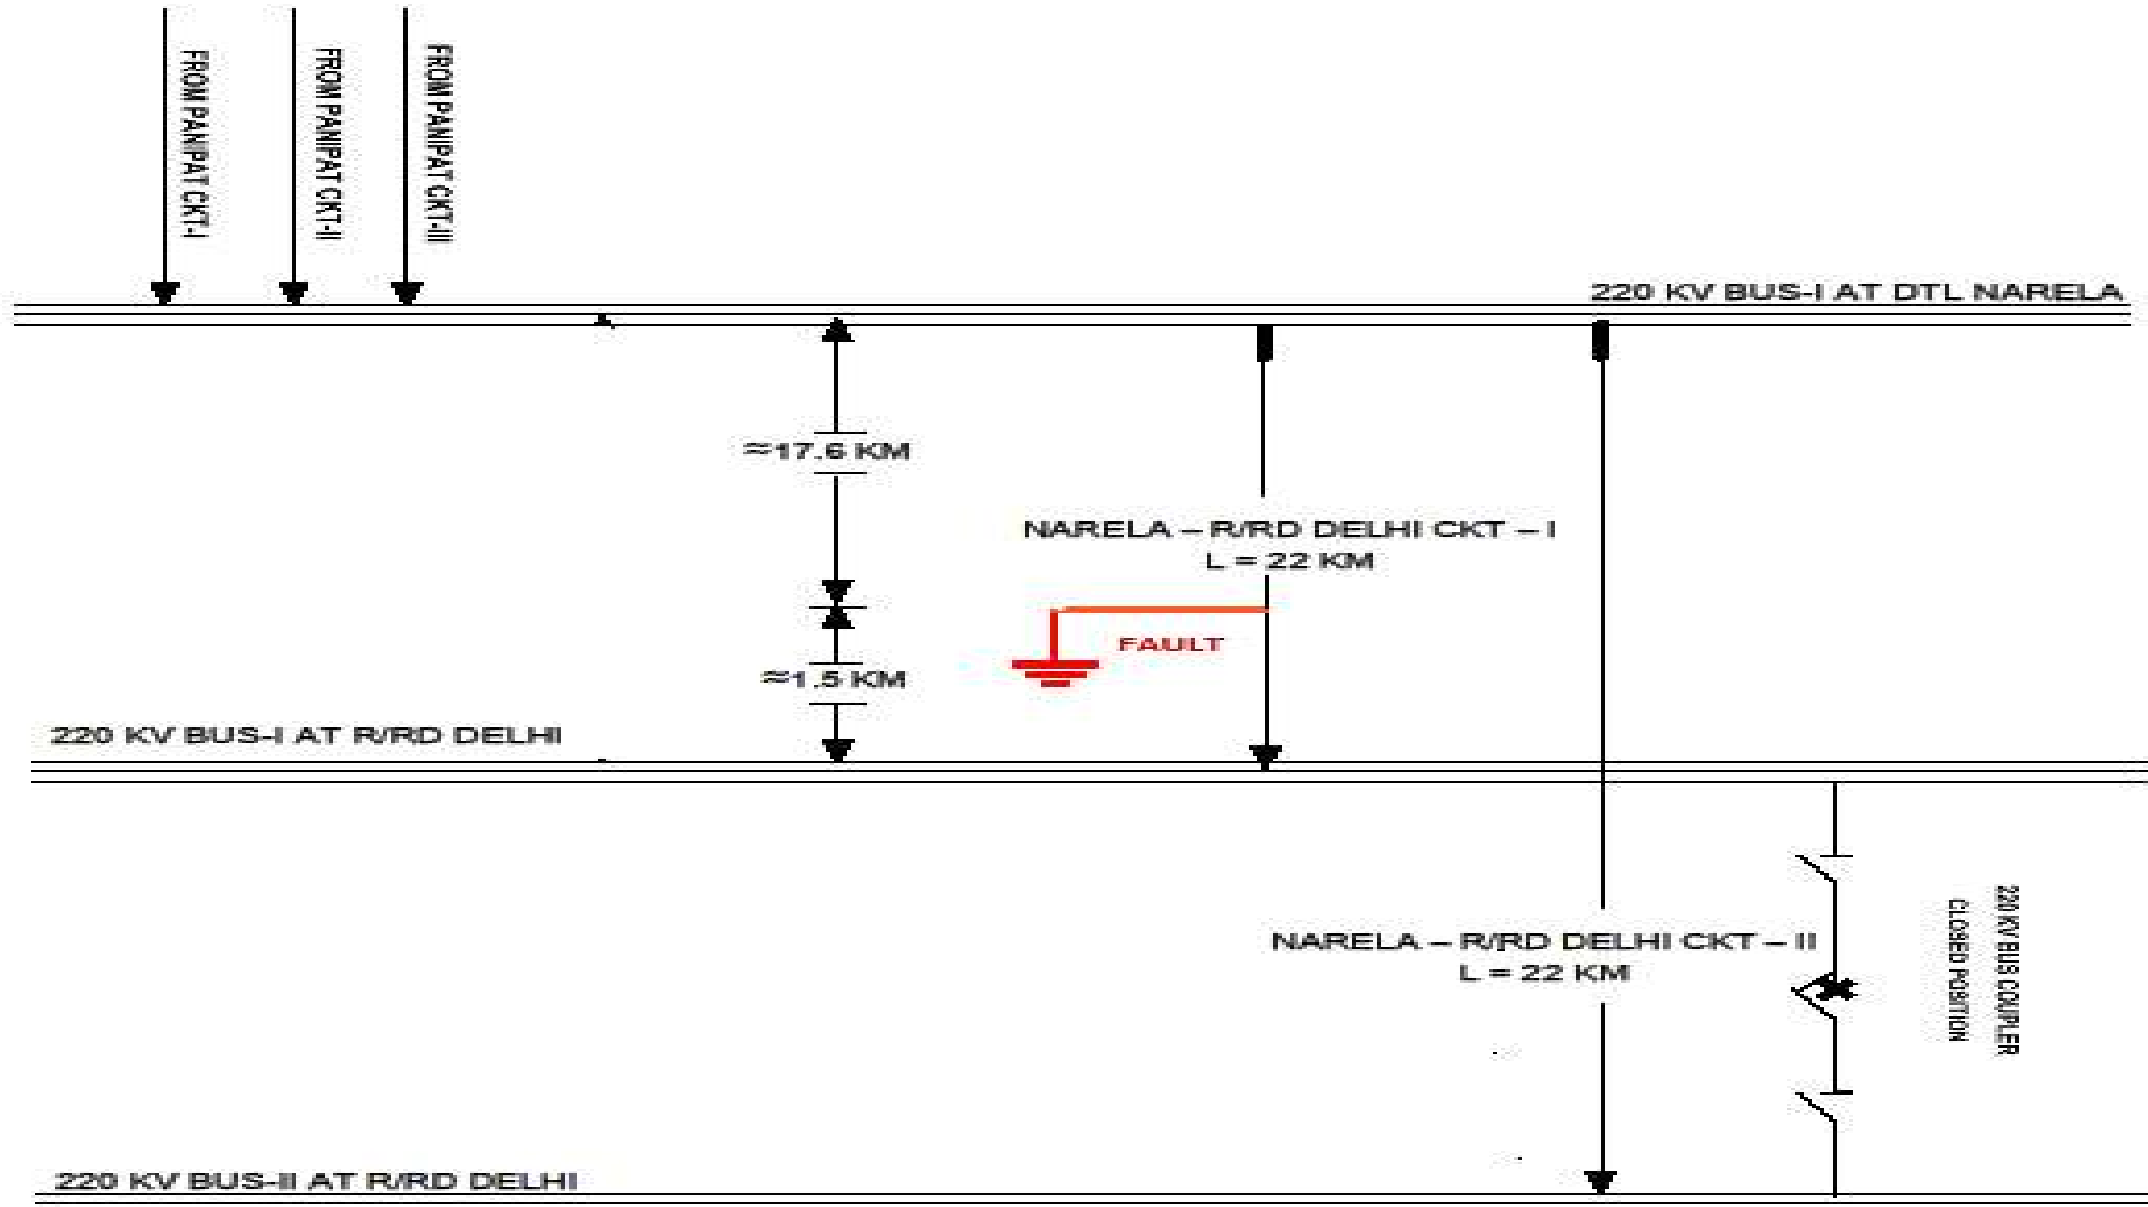 FROM PANIPAT CKT-I
FROM PANIPAT CKT-II
FROM PANIPAT CKT-III
220 KV BUS-I AT DTL NARELA
≈17.6 KM
NARELA – R/RD DELHI CKT – I
L = 22 KM
FAULT
≈1.5 KM
220 KV BUS-I AT R/RD DELHI
220 KV BUS COUPLER
CLOSED POSITION
NARELA – R/RD DELHI CKT – II
L = 22 KM
220 KV BUS-II AT R/RD DELHI